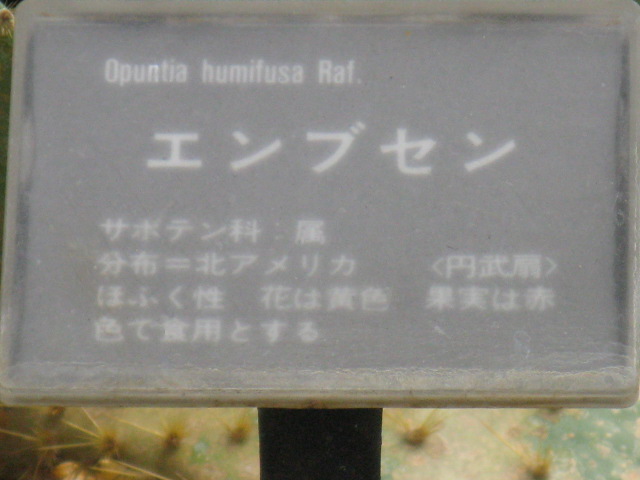 Opuntia humifusa Raf.
エンブセン
サボテン科:属
分布=北アメリカ 〈円武扇〉
ほふく性 花は黄色 果実は赤
色で食用とする